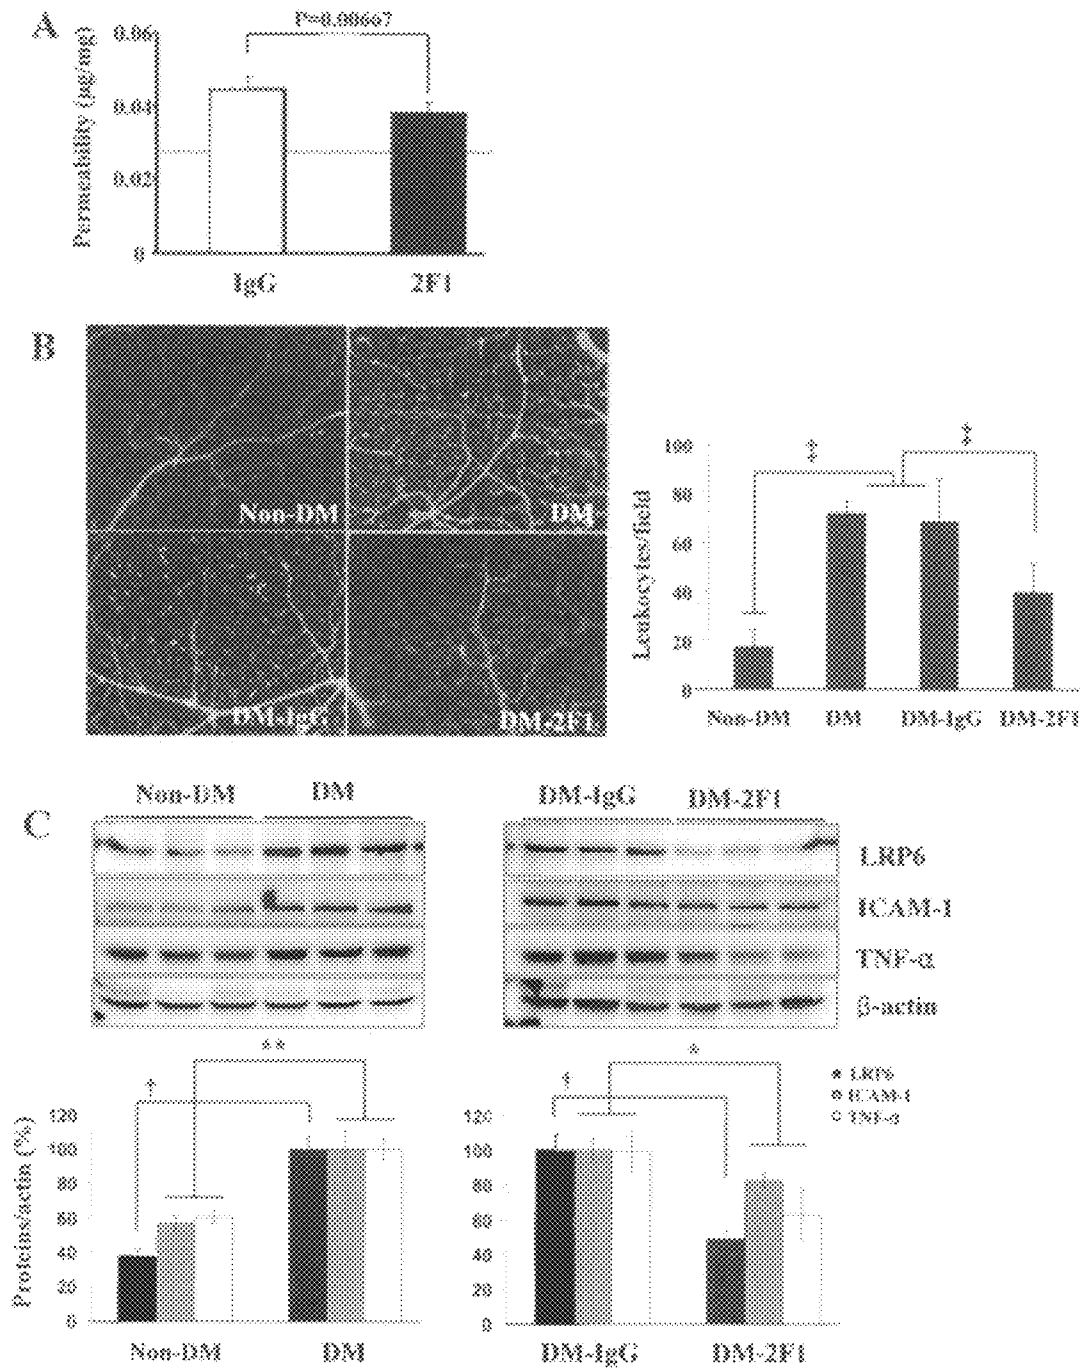 A
P=0.00667
Permeability (µg/mg)
0.06
0.04
0.02
0
IgG
2F1
B
Non-DM
DM
DM-IgG
DM-2F1
Leukocytes/field
100
80
60
40
20
0
‡
‡
Non-DM
DM
DM-IgG
DM-2F1
C
Non-DM
DM
DM-IgG
DM-2F1
LRP6
ICAM-1
TNF-α
β-actin
Proteins/actin (%)
120
100
80
60
40
20
0
†
**
Non-DM
DM
120
100
80
60
40
20
0
†
*
DM-IgG
DM-2F1
LRP6
ICAM-1
TNF-α